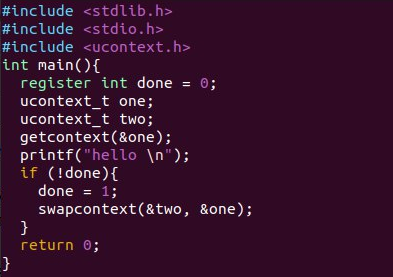 #include <stdlib.h>
#include <stdio.h>
#include <ucontext.h>
int main(){
  register int done = 0;
  ucontext_t one;
  ucontext_t two;
  getcontext(&one);
  printf("hello \n");
  if (!done){
    done = 1;
    swapcontext(&two, &one);
  }
  return 0;
}